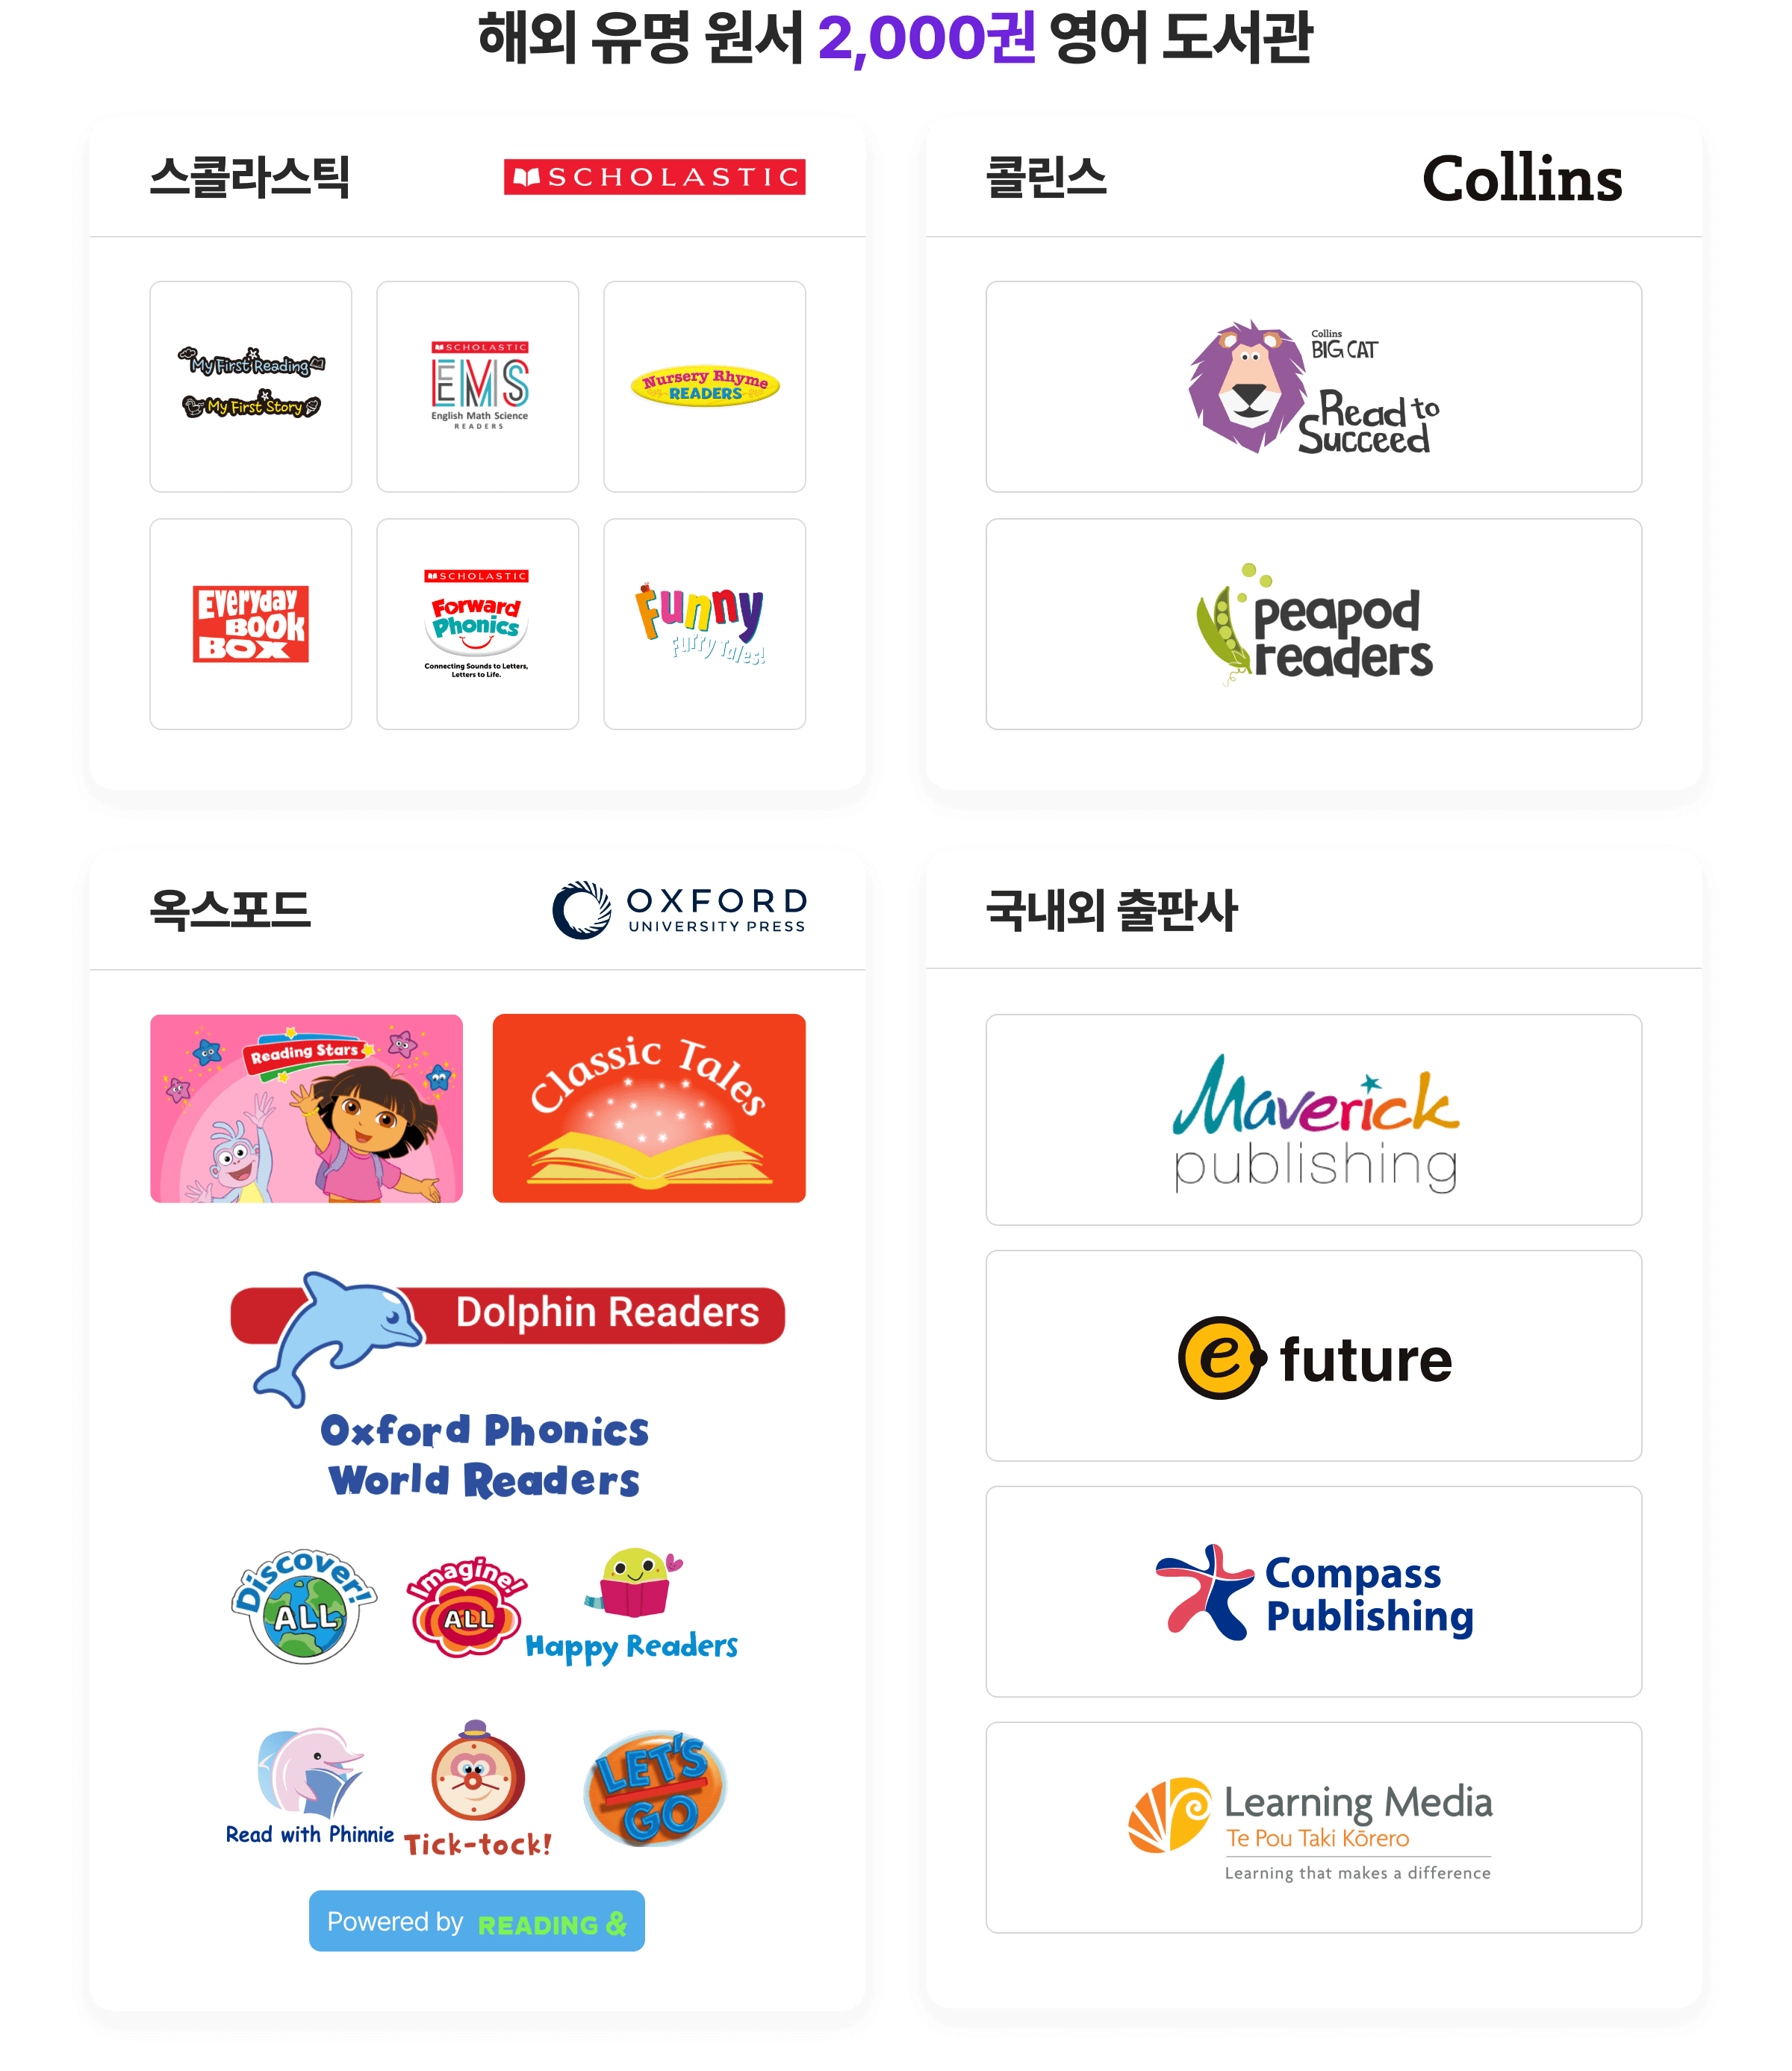 해외 유명 원서 2,000권 영어 도서관
스콜라스틱
SCHOLASTIC
My First Reading
My First Story
SCHOLASTIC
EMS
English Math Science
READERS
Nursery Rhyme
READERS
EVERYDAY
BOOK
BOX
SCHOLASTIC
Forward
Phonics
Connecting Sounds to Letters,
Letters to Life.
Funny
Furry Tales!
콜린스
Collins
Collins
BIG CAT
Read to
Succeed
peapod
readers
옥스포드
OXFORD
UNIVERSITY PRESS
Reading Stars
Classic Tales
Dolphin Readers
Oxford Phonics
World Readers
Discover!
ALL
Imagine!
ALL
Happy Readers
Read with Phinnie
Tick-tock!
LET'S
GO
Powered by READING &
국내외 출판사
Maverick
publishing
e future
Compass
Publishing
Learning Media
Te Pou Taki Kōrero
Learning that makes a difference